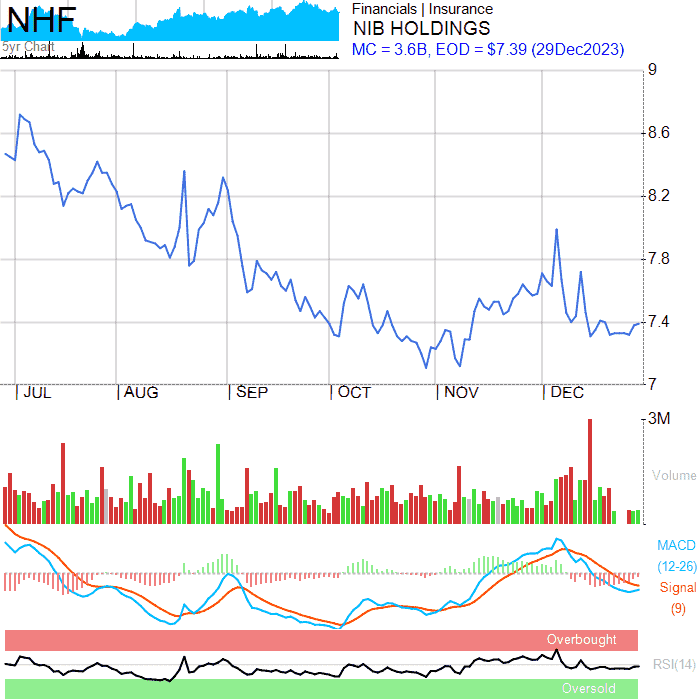 NHF
5yr Chart
Financials | Insurance
NIB HOLDINGS
MC = 3.6B, EOD = $7.39 (29Dec2023)
9
8.6
8.2
7.8
7.4
7
| JUL | AUG | SEP | OCT | NOV | DEC
3M
Volume
MACD
(12-26)
Signal
(9)
Overbought
RSI(14)
Oversold